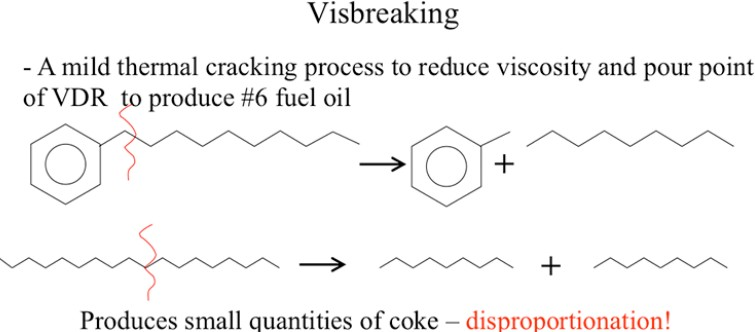 Visbreaking
- A mild thermal cracking process to reduce viscosity and pour point
of VDR to produce #6 fuel oil
+
+
Produces small quantities of coke – disproportionation!